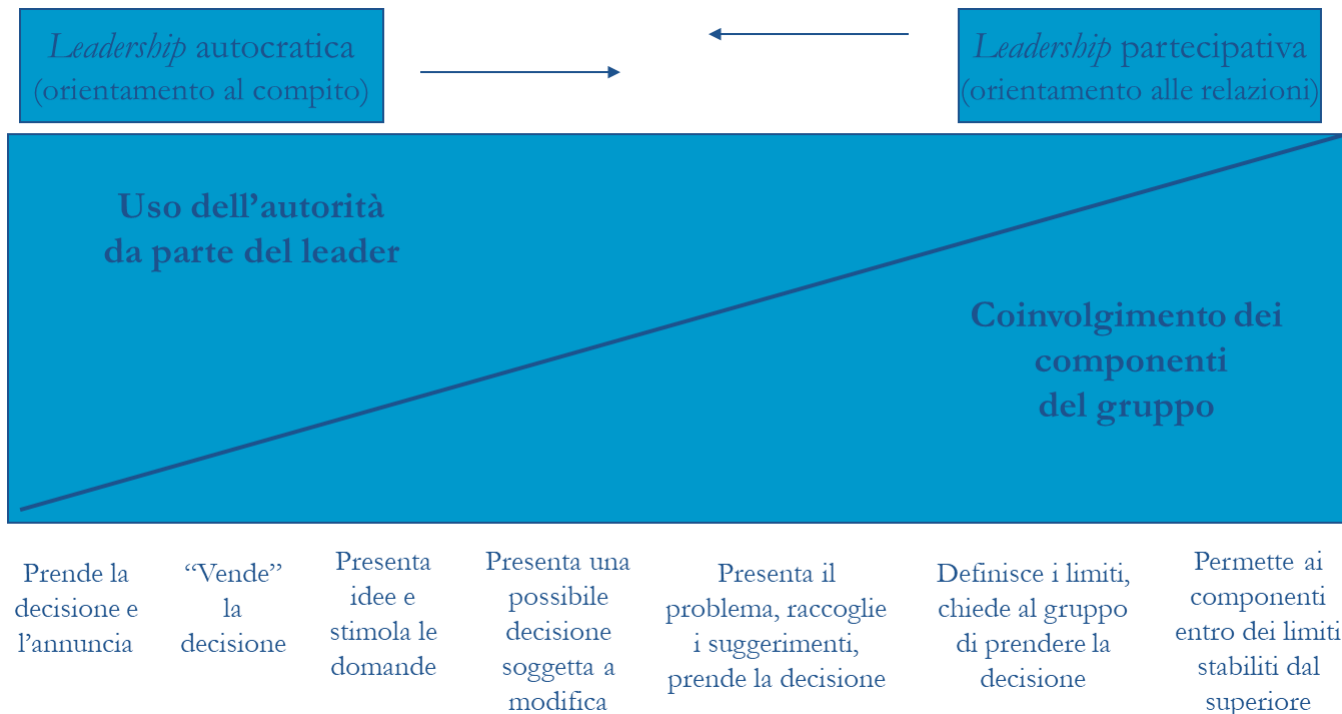 Leadership autocratica
(orientamento al compito)
Leadership partecipativa
(orientamento alle relazioni)
Uso dell’autorità
da parte del leader
Coinvolgimento dei
componenti
del gruppo
Prende la
decisione e
l’annuncia
“Vende”
la
decisione
Presenta
idee e
stimola le
domande
Presenta una
possibile
decisione
soggetta a
modifica
Presenta il
problema, raccoglie
i suggerimenti,
prende la decisione
Definisce i limiti,
chiede al gruppo
di prendere la
decisione
Permette ai
componenti
entro dei limiti
stabiliti dal
superiore